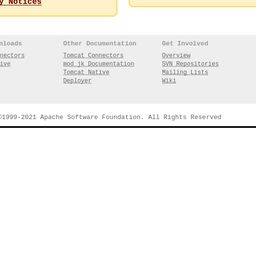 y Notices
nloads
nectors
ive
Other Documentation
Tomcat Connectors
mod_jk Documentation
Tomcat Native
Deployer
Get Involved
Overview
SVN Repositories
Mailing Lists
Wiki
©1999-2021 Apache Software Foundation. All Rights Reserved